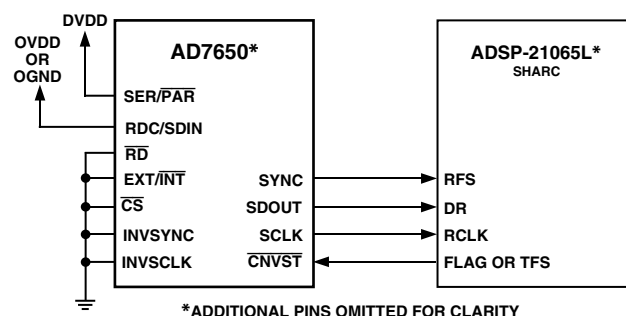 DVDD
OVDD
OR
OGND
AD7650*
SER/PAR
RDC/SDIN
RD
EXT/INT
CS
INVSYNC
INVSCLK
SYNC
SDOUT
SCLK
CNVST
ADSP-21065L*
SHARC
RFS
DR
RCLK
FLAG OR TFS
*ADDITIONAL PINS OMITTED FOR CLARITY